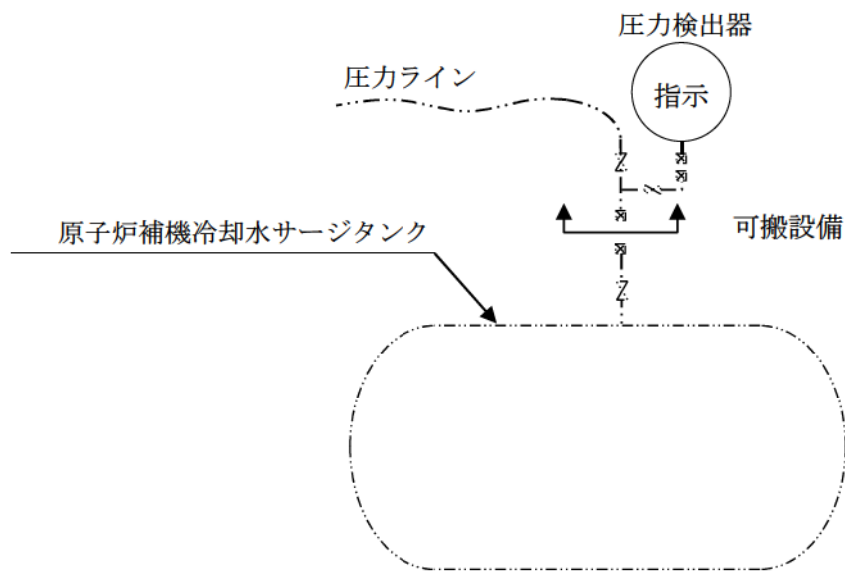 圧力検出器
圧力ライン
指示
可搬設備
原子炉補機冷却水サージタンク